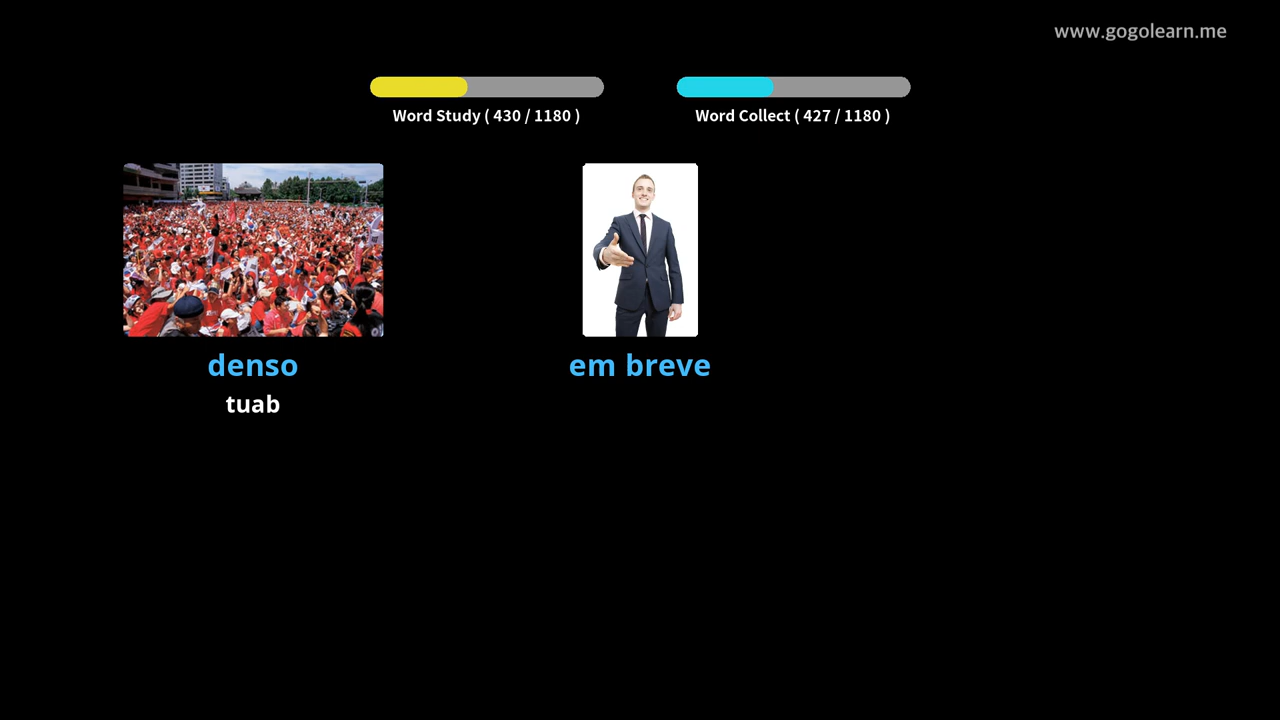 www.gogolearn.me
Word Study ( 430 / 1180 )
Word Collect ( 427 / 1180 )
denso
em breve
tuab